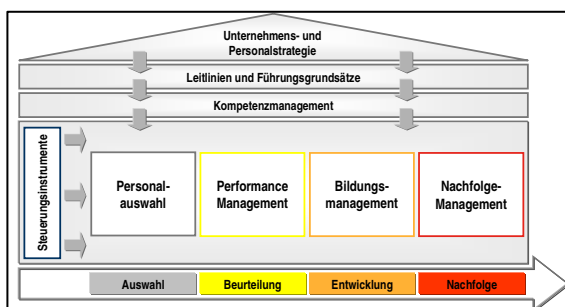 Unternehmens- und
Personalstrategie
Leitlinien und Führungsgrundsätze
Kompetenzmanagement
Steuerungsinstrumente
Personal-
auswahl
Performance
Management
Bildungs-
management
Nachfolge-
Management
Auswahl
Beurteilung
Entwicklung
Nachfolge